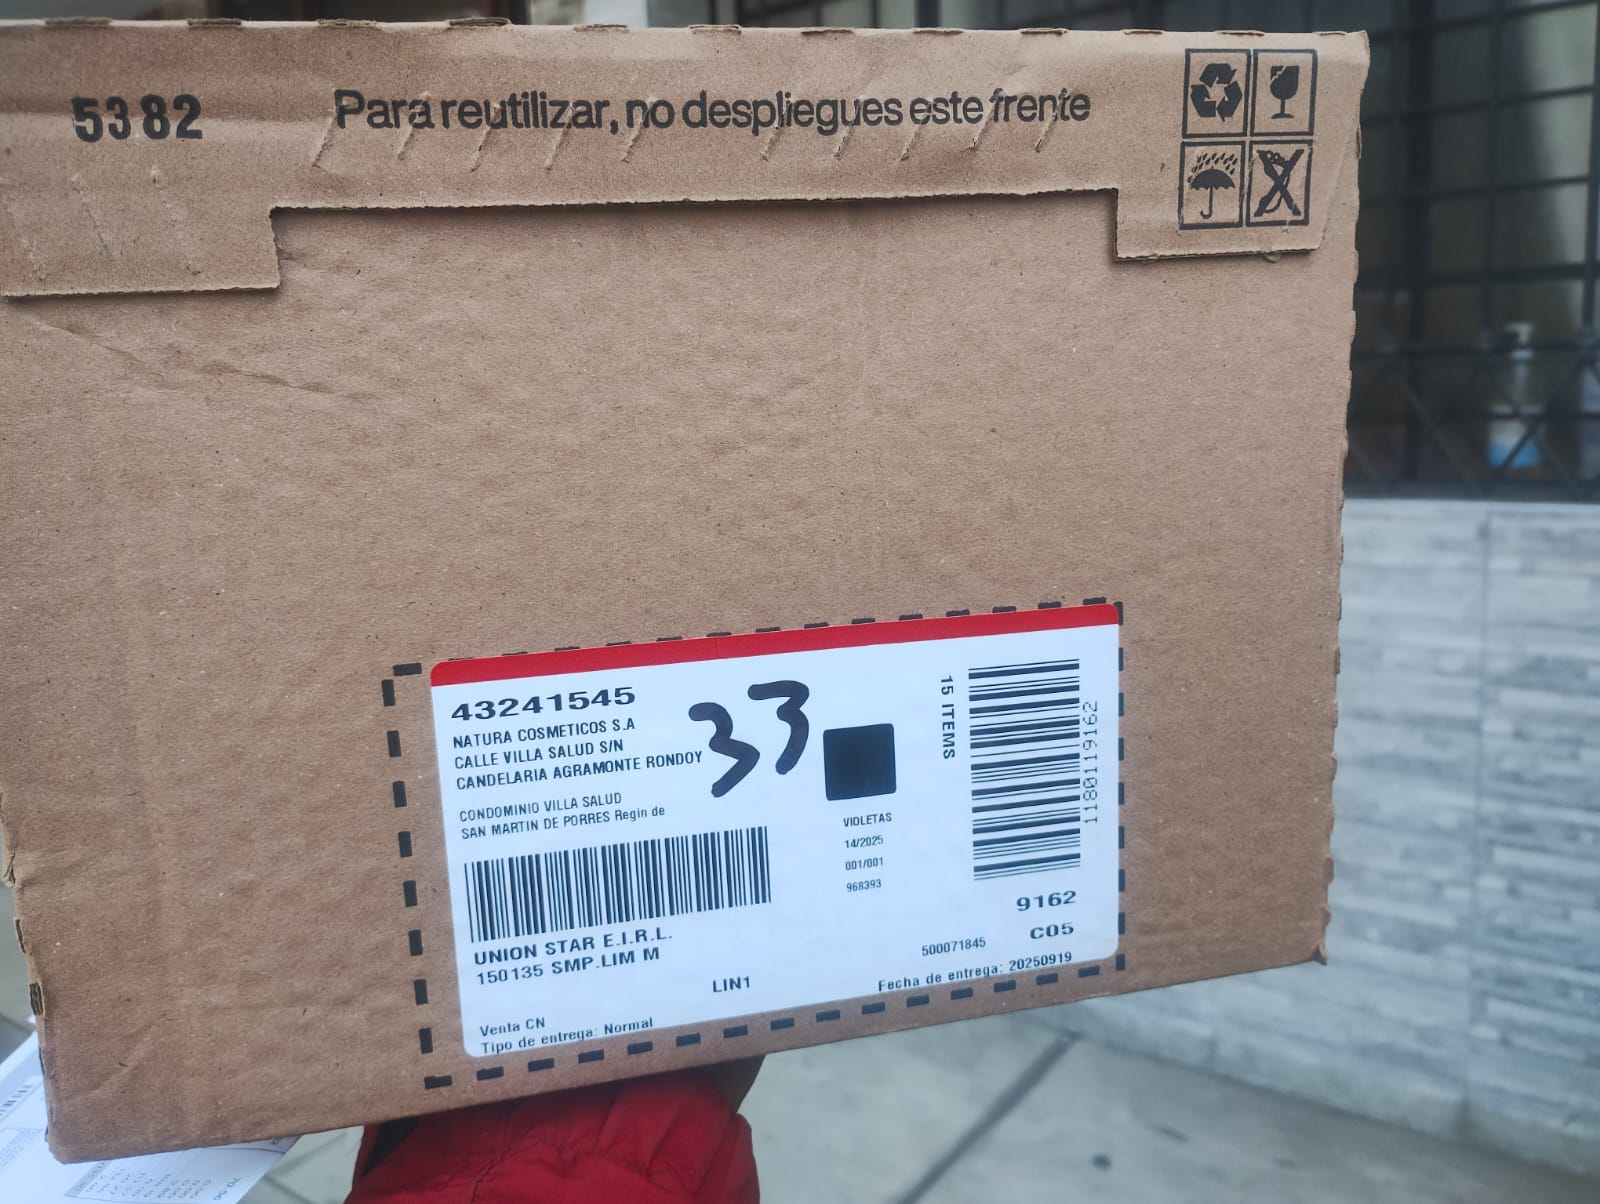 5382
Para reutilizar, no despliegues este frente
43241545
NATURA COSMETICOS S.A
CALLE VILLA SALUD S/N
CANDELARIA AGRAMONTE RONDOY
33
CONDOMINIO VILLA SALUD
SAN MARTIN DE PORRES Regin de
UNION STAR E.I.R.L.
150135 SMP.LIM M
LIN1
Venta CN
Tipo de entrega: Normal
VIOLETAS
14/2025
001/001
968393
15 ITEMS
1180119162
9162
C05
500071845
Fecha de entrega: 20250919